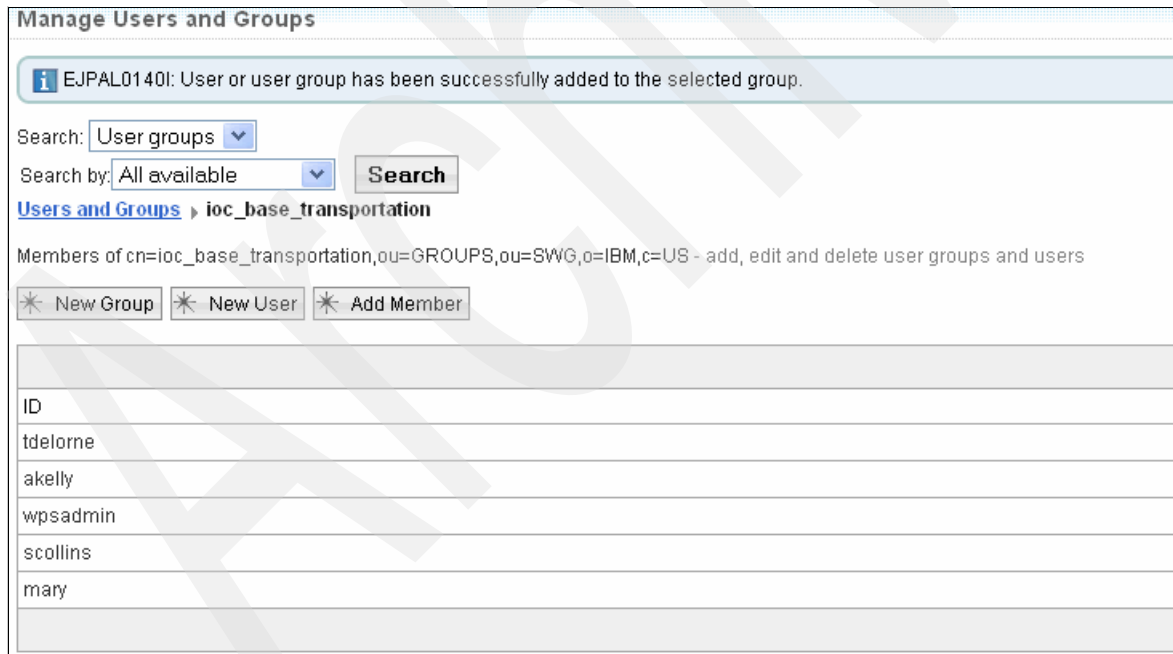 Manage Users and Groups
EJPAL0140I: User or user group has been successfully added to the selected group.
Search: User groups
Search by: All available Search
Users and Groups ioc_base_transportation
Members of cn=ioc_base_transportation,ou=GROUPS,ou=SWG,o=IBM,c=US - add, edit and delete user groups and users
New Group New User Add Member
ID
tdelorne
akelly
wpsadmin
scollins
mary